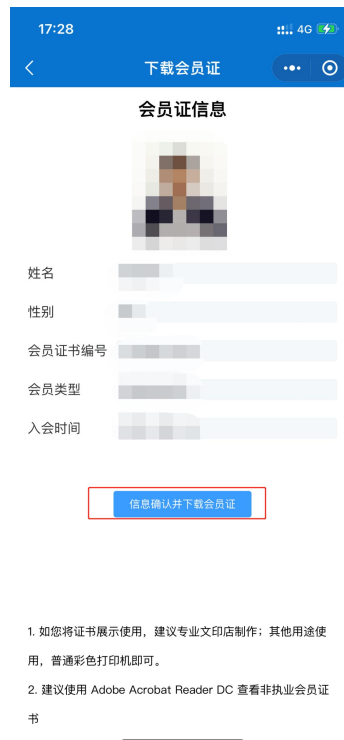 17:28
4G
下载会员证
会员证信息
姓名
性别
会员证书编号
会员类型
入会时间
信息确认并下载会员证
1. 如您将证书展示使用，建议专业文印店制作；其他用途使
用，普通彩色打印机即可。
2. 建议使用 Adobe Acrobat Reader DC 查看非执业会员证
书